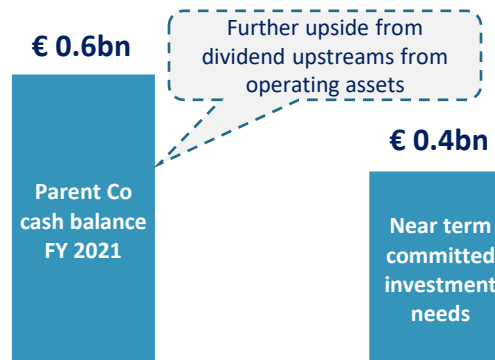 Further upside from
dividend upstreams from
operating assets
€ 0.6bn
Parent Co
cash balance
FY 2021
€ 0.4bn
Near term
committed
investment
needs